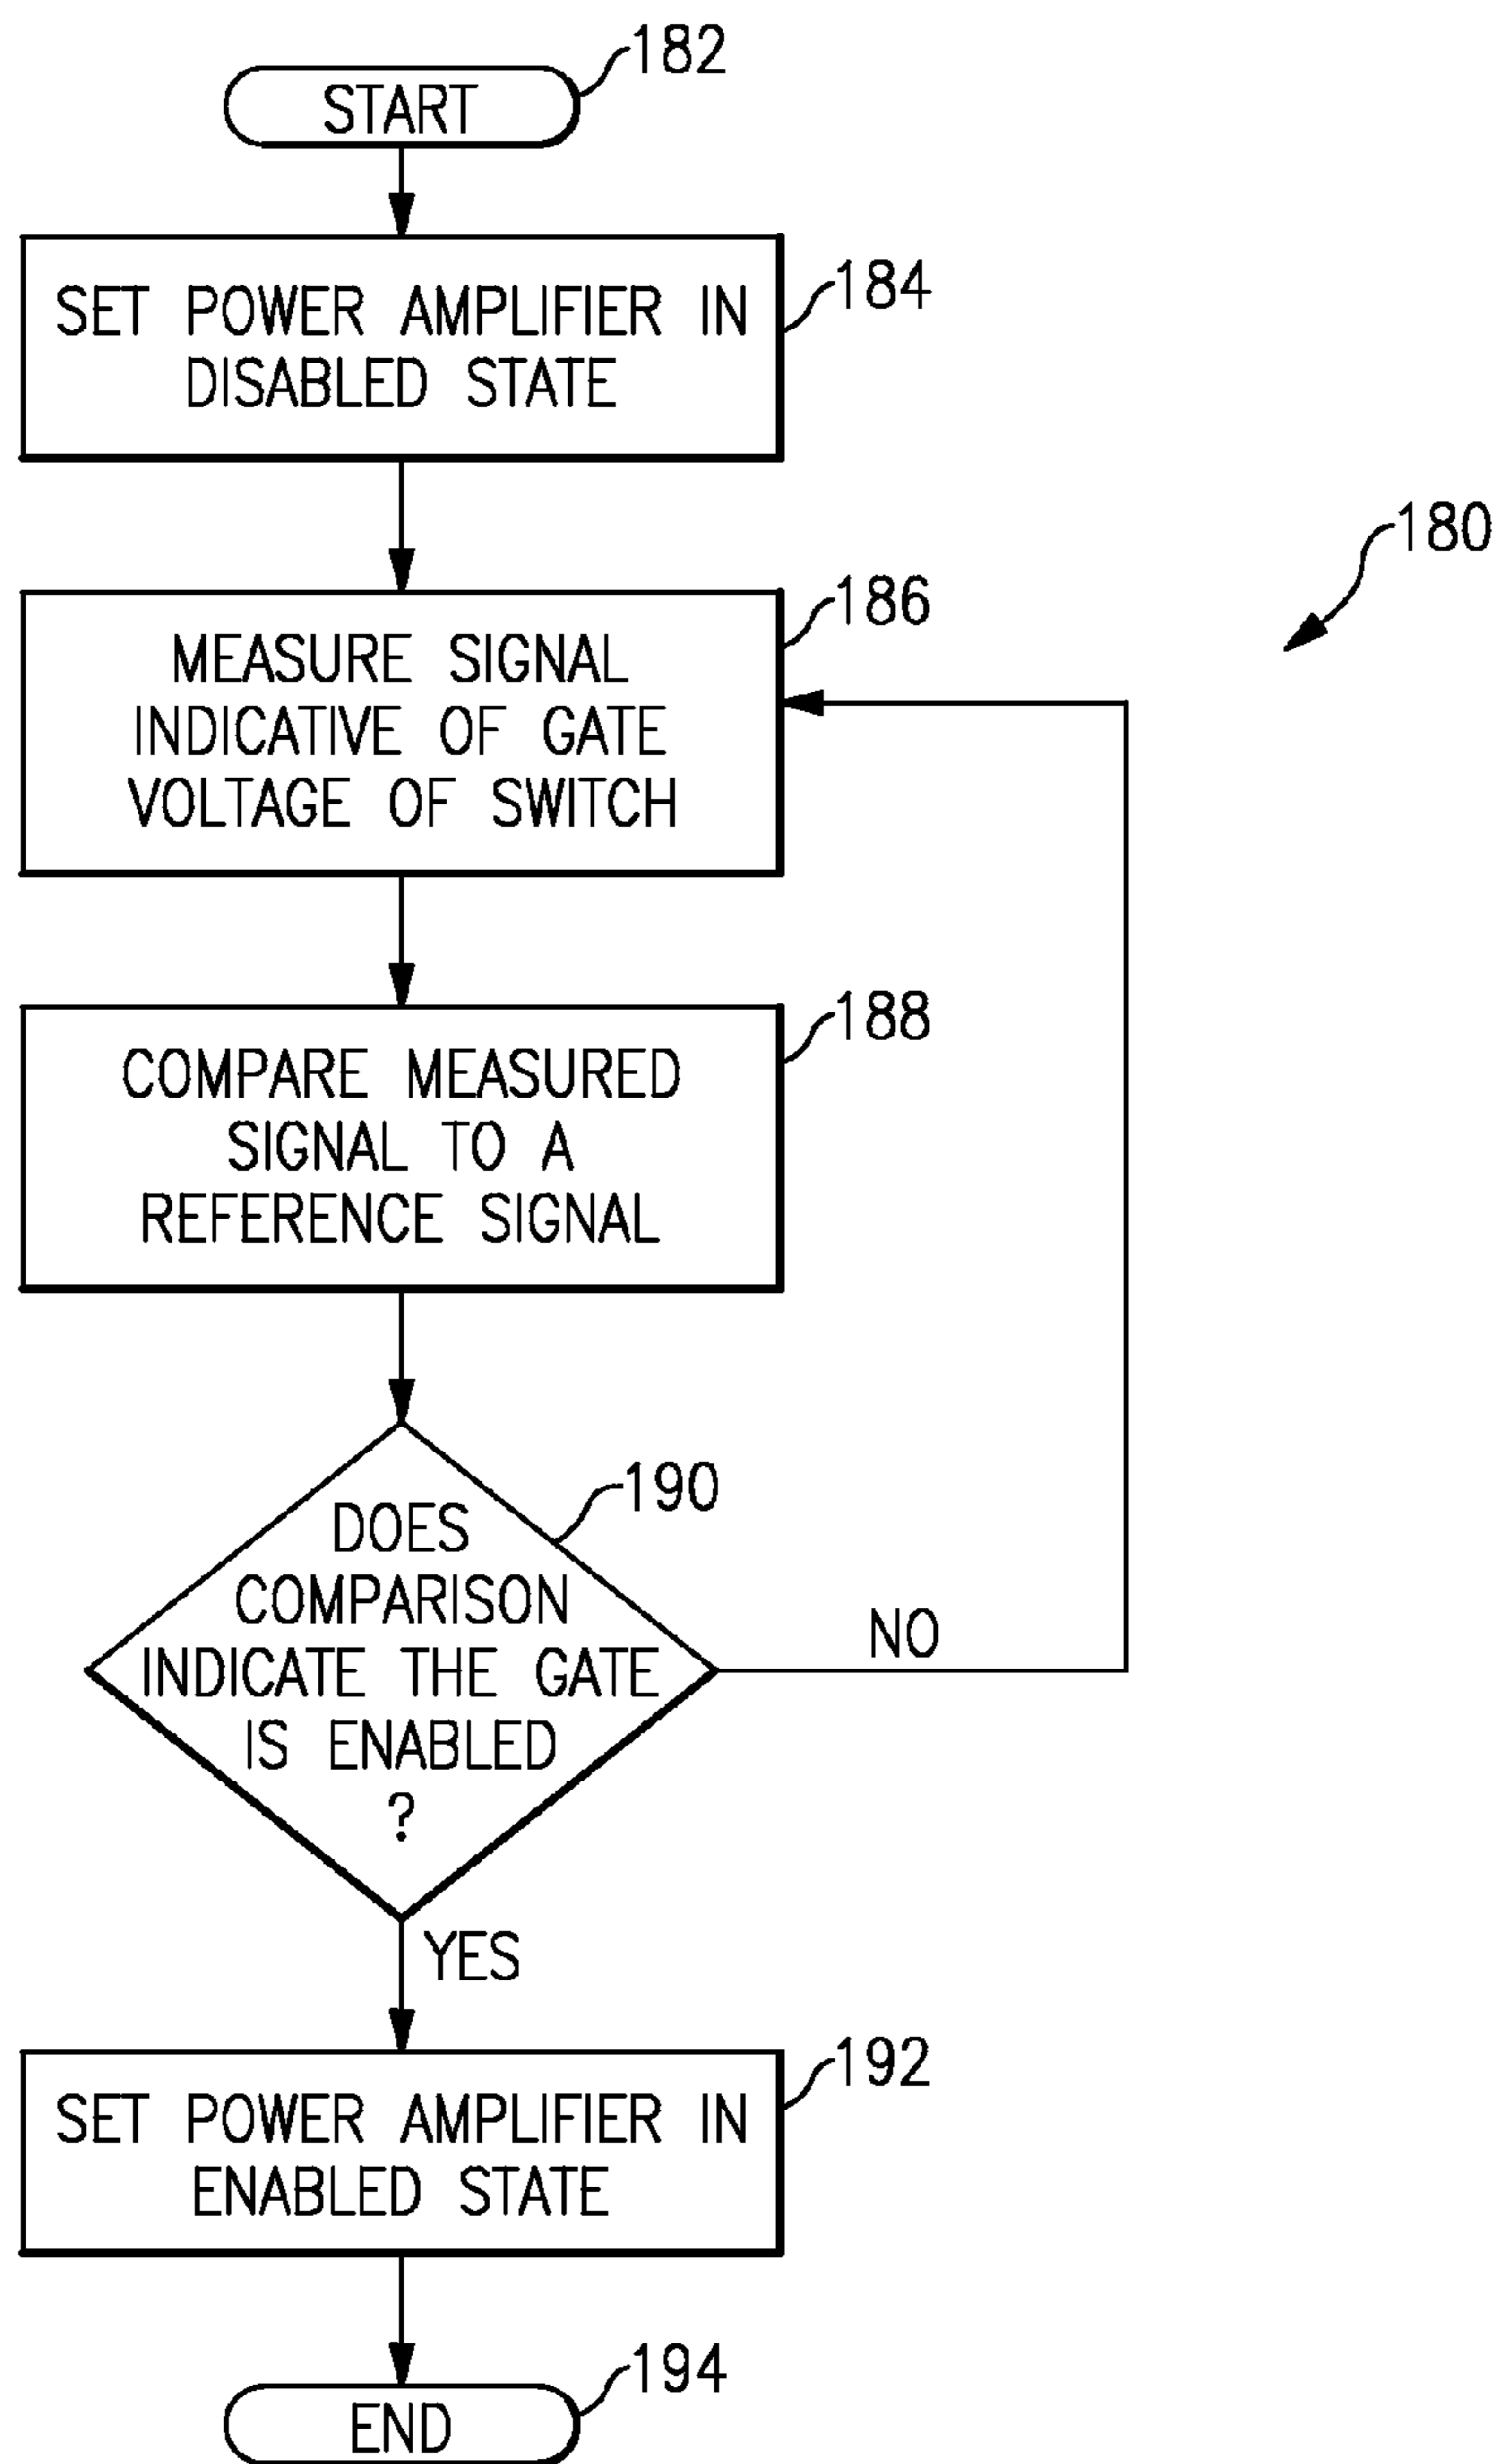 182
START
184
SET POWER AMPLIFIER IN
DISABLED STATE
180
186
MEASURE SIGNAL
INDICATIVE OF GATE
VOLTAGE OF SWITCH
188
COMPARE MEASURED
SIGNAL TO A
REFERENCE SIGNAL
190
DOES
COMPARISON
INDICATE THE GATE
IS ENABLED
?
NO
YES
192
SET POWER AMPLIFIER IN
ENABLED STATE
194
END